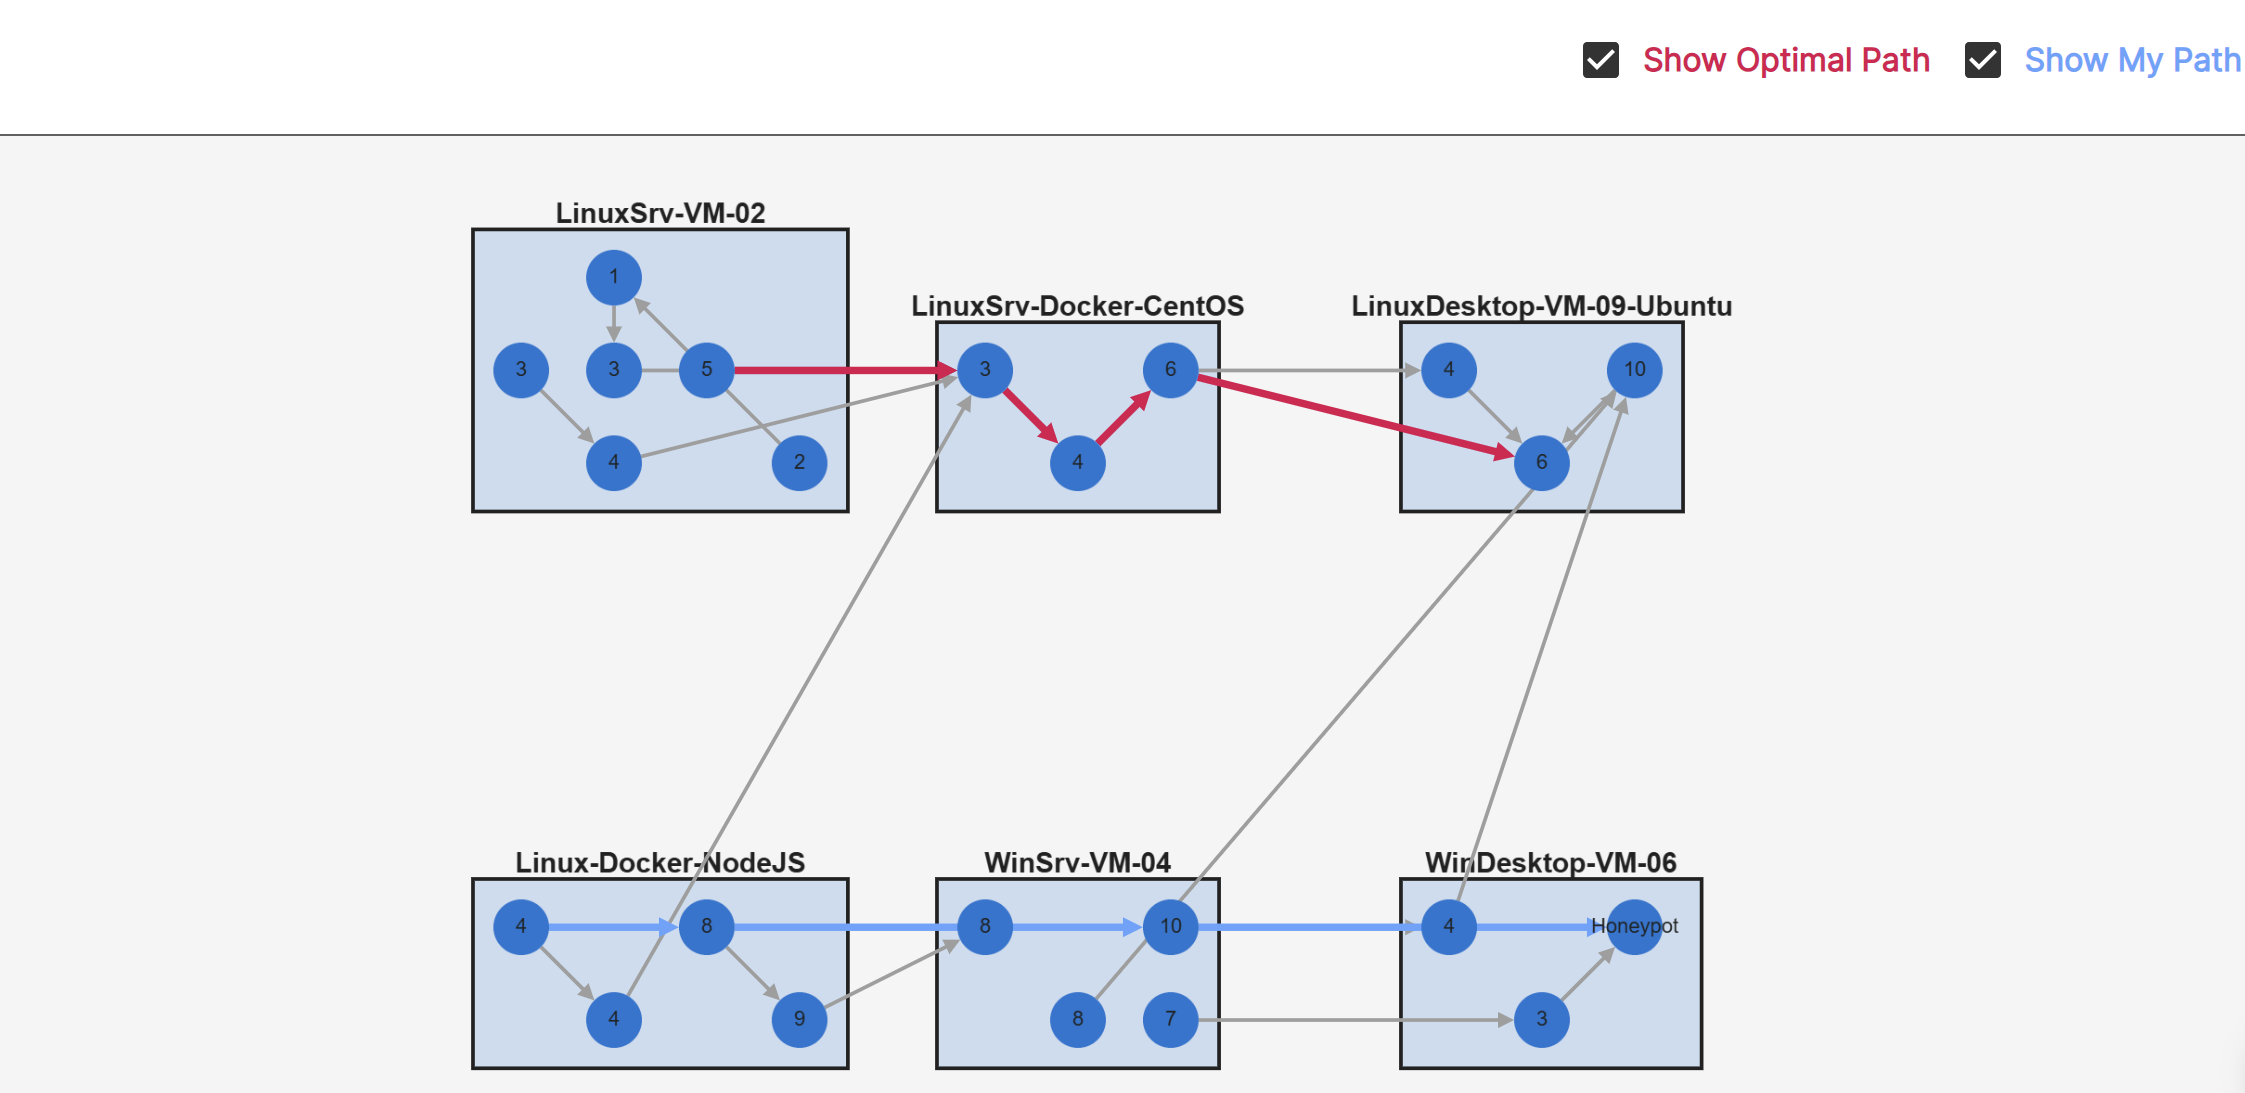 Show Optimal Path Show My Path
LinuxSrv-VM-02
1
3 3 5
4 2
LinuxSrv-Docker-CentOS
3 6
4
LinuxDesktop-VM-09-Ubuntu
4 10
6
Linux-Docker-NodeJS
4 8
4 9
WinSrv-VM-04
8 10
8 7
WinDesktop-VM-06
4 Honeypot
3